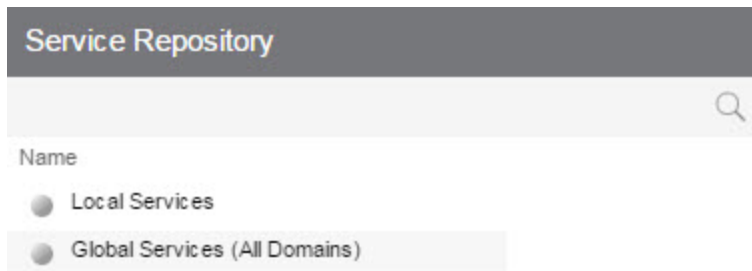 Service Repository
Name
Local Services
Global Services (All Domains)